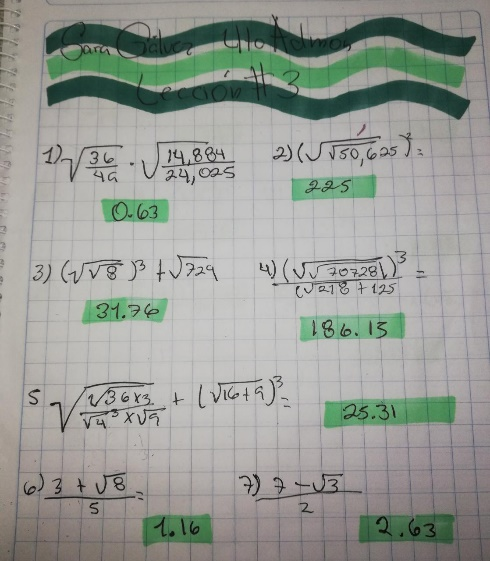 Sara Gálvez 4to Admon
Lección # 3
1) √(36/49) · √(14,884/24,025)
0.63
2) (√√50,625)² =
225
3) (√√8)³ + √729
31.76
4) (√√70728)³ / (√218 + 125 =
186.15
5 √(√36x3 / √4³ x √9) + (√16+9)³ =
25.31
6) 3 + √8 / 5 =
1.16
7) 7 - √3 / 2
2.63